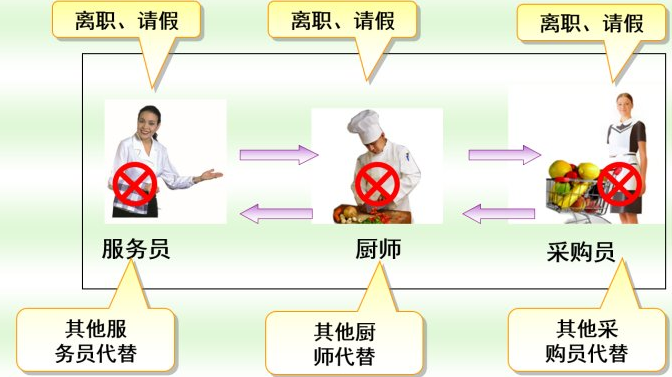 离职、请假
离职、请假
离职、请假
服务员
厨师
采购员
其他服
务员代替
其他厨
师代替
其他采
购员代替